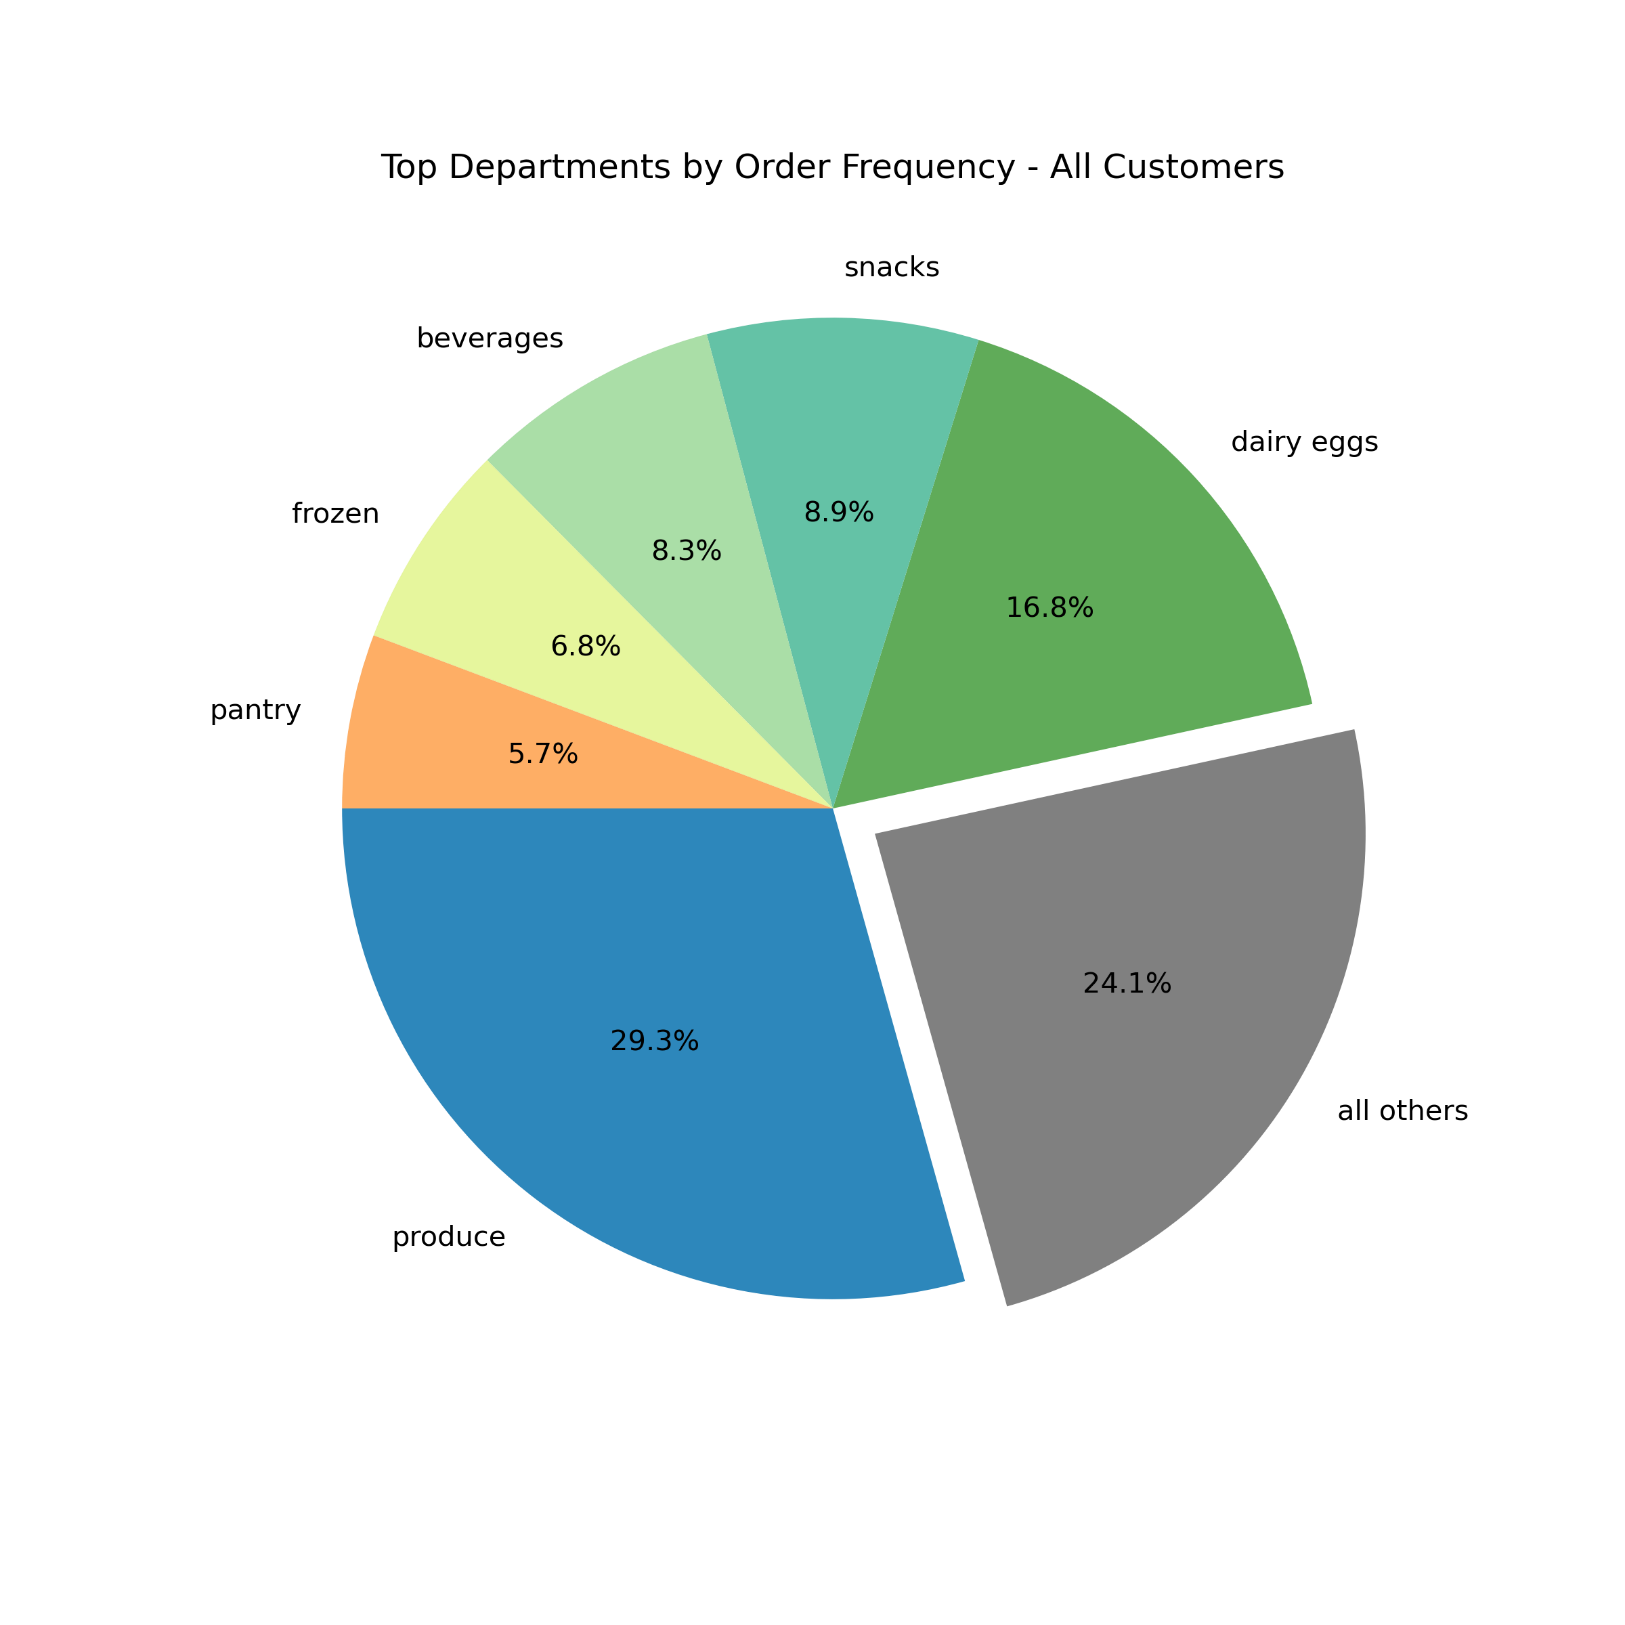 Top Departments by Order Frequency - All Customers
snacks
beverages
dairy eggs
frozen
8.9%
8.3%
16.8%
6.8%
pantry
5.7%
24.1%
29.3%
all others
produce